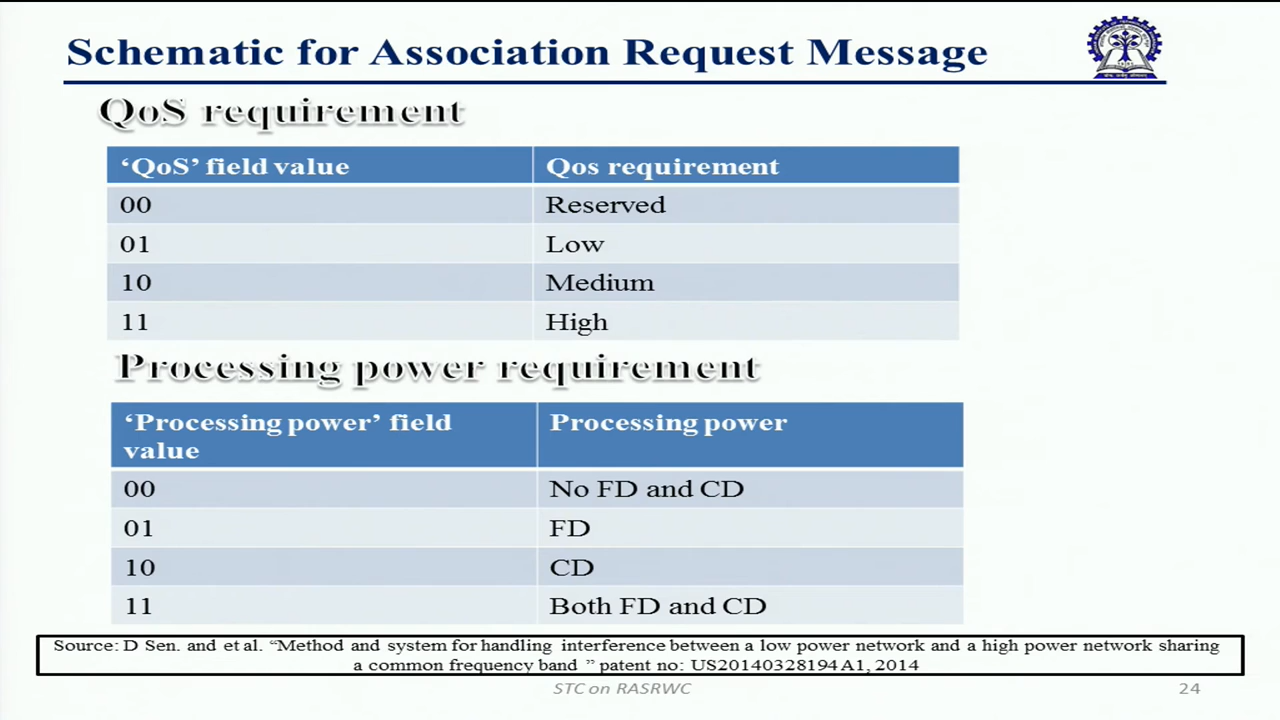 Schematic for Association Request Message
QoS requirement
‘QoS’ field value Qos requirement
00 Reserved
01 Low
10 Medium
11 High
Processing power requirement
‘Processing power’ field Processing power
value
00 No FD and CD
01 FD
10 CD
11 Both FD and CD
Source: D Sen. and et al. “Method and system for handling interference between a low power network and a high power network sharing
a common frequency band ” patent no: US20140328194 A1, 2014
STC on RASRWC 24